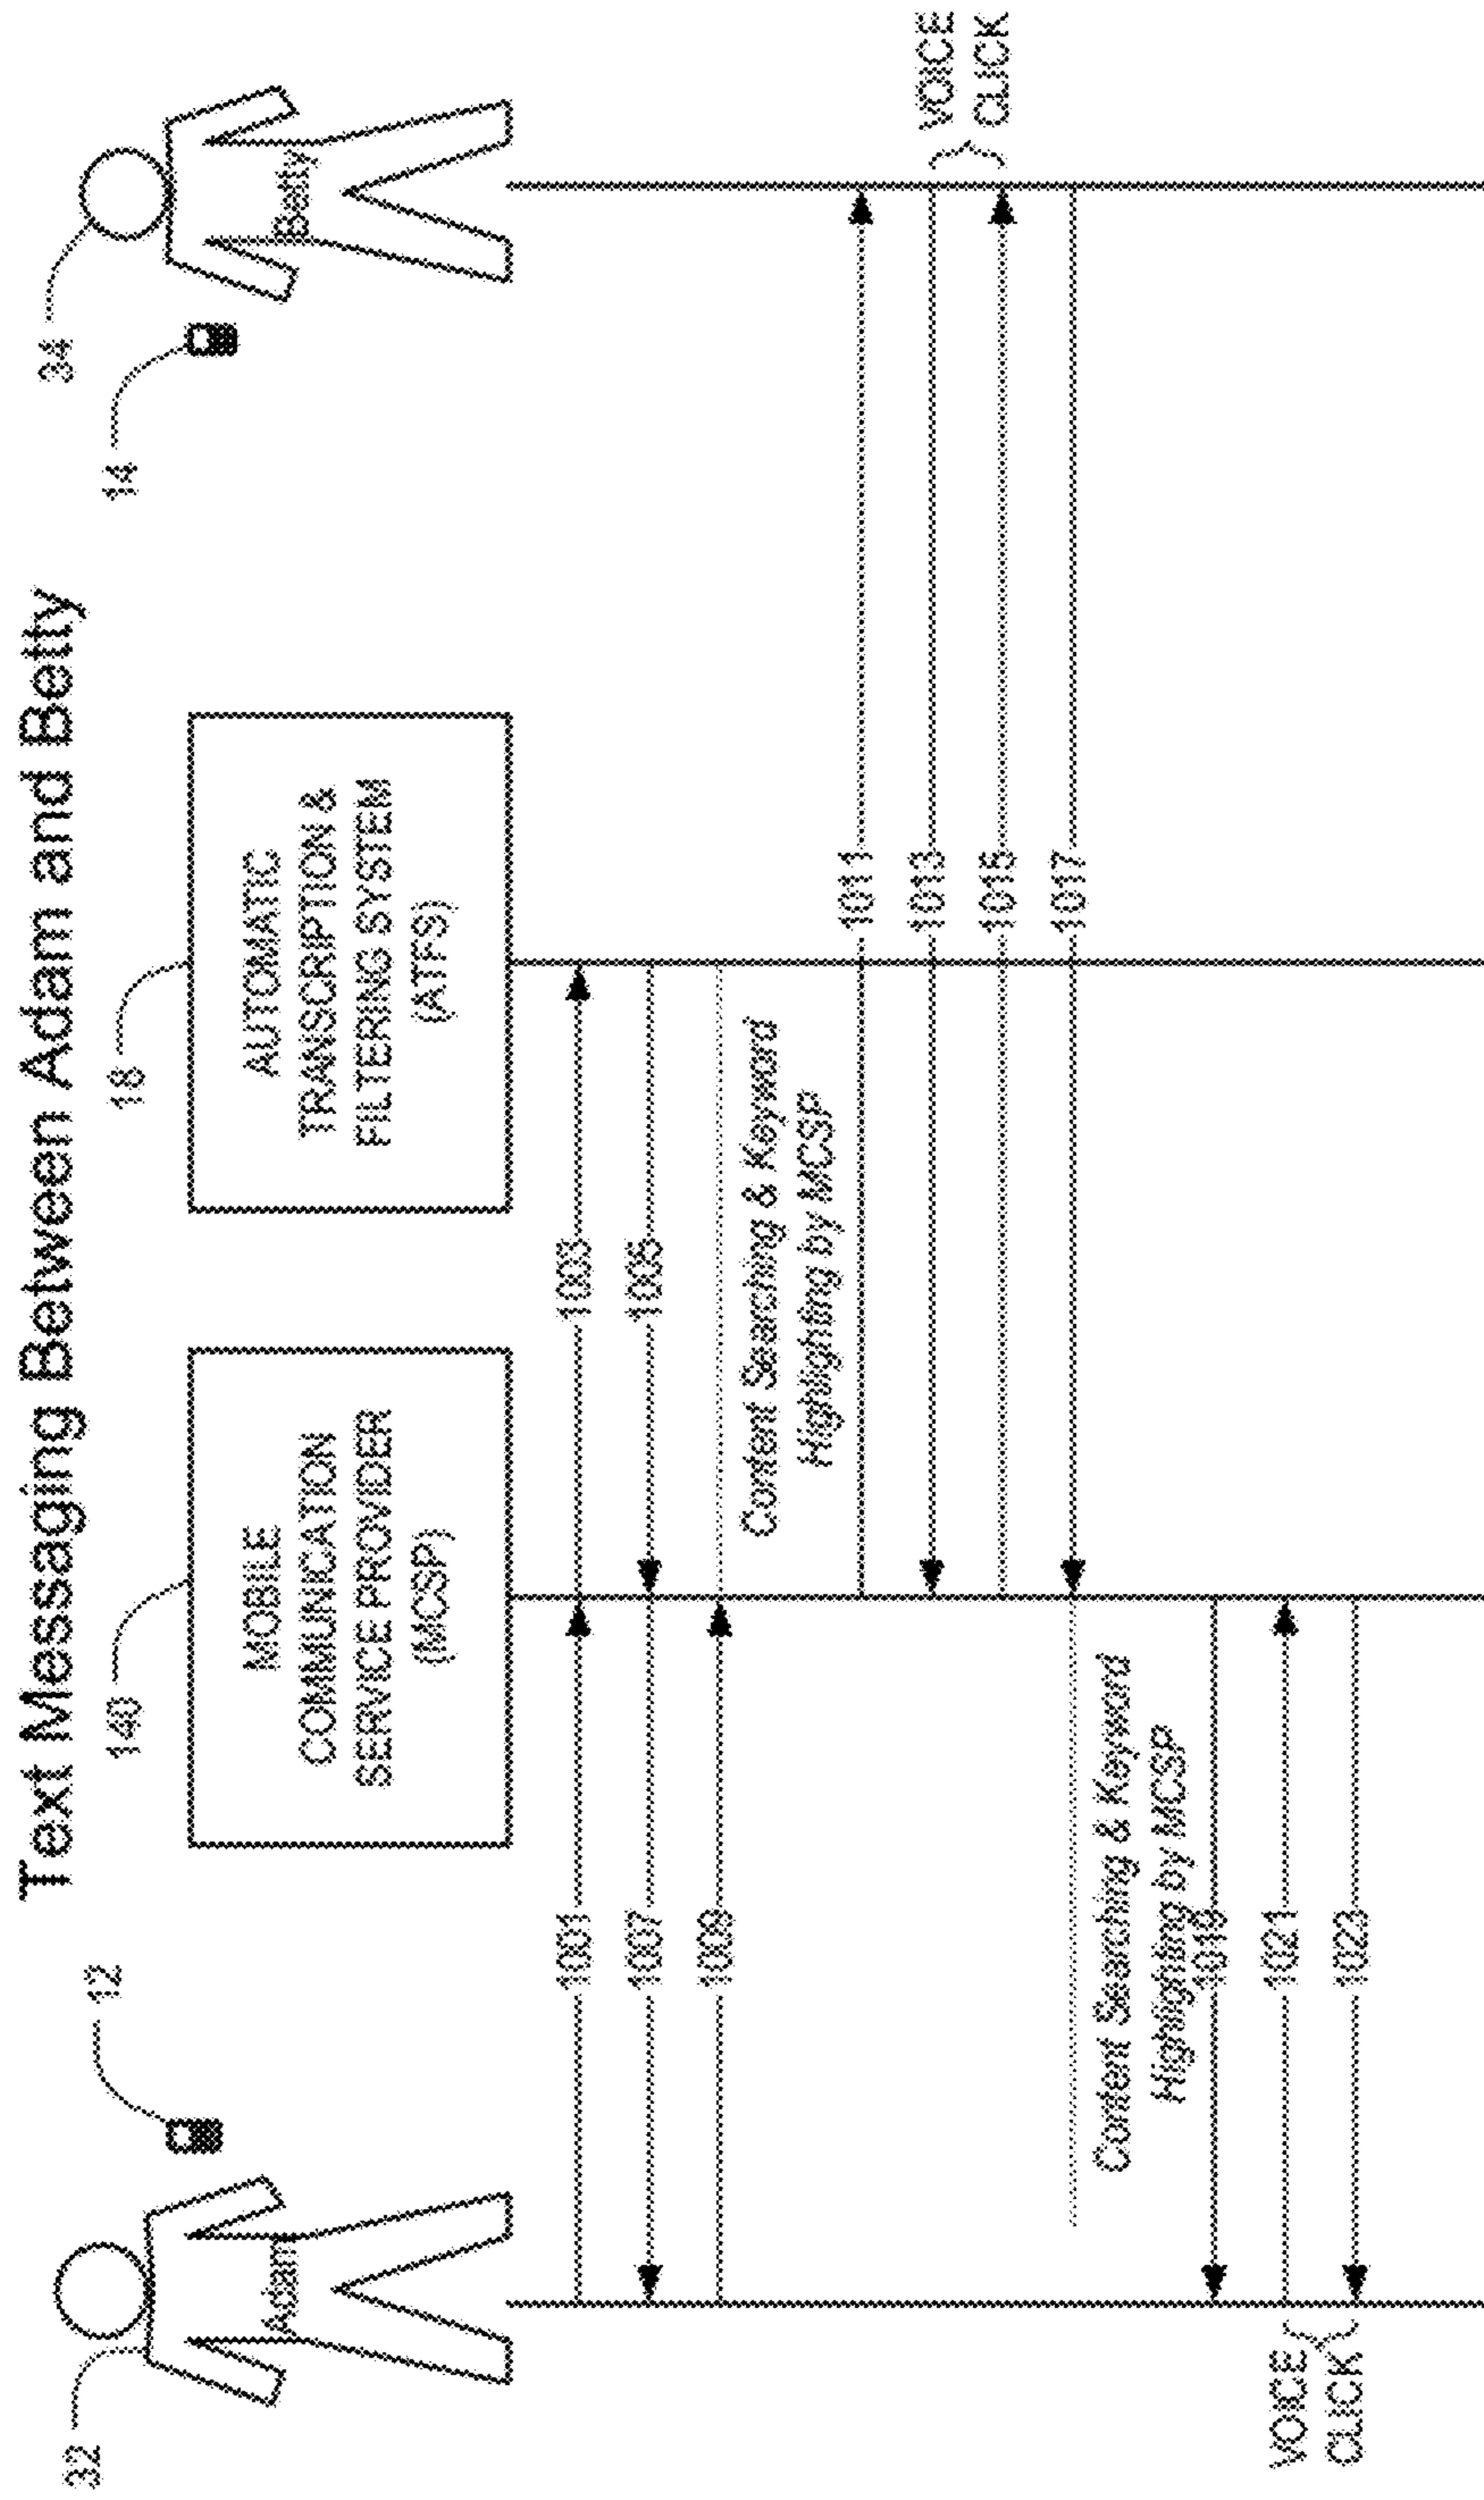 Text Messaging Between Adam and Betty
32
12
140
18
14
34
Adam
MOBILE
COMMUNICATION
SERVICE PROVIDER
(MCSP)
AUTOMATIC
TRANSCRIPTION &
FILTERING SYSTEM
(ATFS)
Betty
1001
1003
1007
1005
1009
Content Searching & Keyword
Highlighting by MCSP
1011
1013
1015
1017
VOICE
CLICK
Content Searching & Keyword
Highlighting by MCSP
1019
1021
1023
VOICE
CLICK